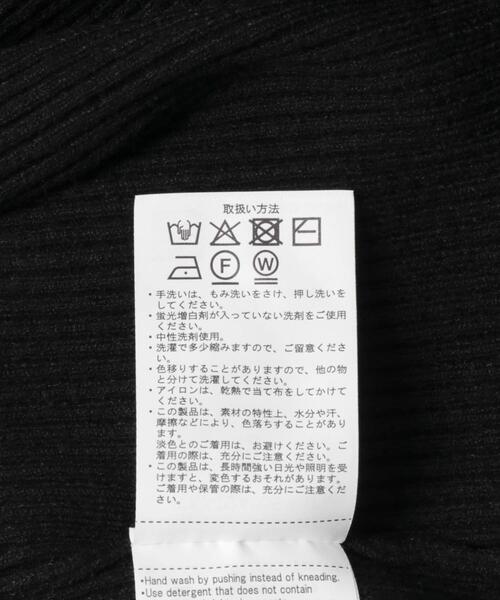 取扱い方法
F W
・手洗いは、もみ洗いをさけ、押し洗いを
してください。
・蛍光増白剤が入っていない洗剤をご使用
ください。
・中性洗剤使用。
・洗濯で多少縮みますので、ご留意くださ
い。
・色移りすることがありますので、他の物
と分けて洗濯してください。
・アイロンは、乾熱で当て布をしてかけて
ください。
・この製品は、素材の特性上、水分や汗、
摩擦などにより、色落ちすることがありま
す。
淡色とのご着用は、お避けください。ご
着用の際は、充分にご注意ください。
・この製品は、長時間強い日光や照明を受
けますと、変色するおそれがあります。
ご着用や保管の際は、充分にご注意くださ
い。
・Hand wash by pushing instead of kneading.
・Use detergent that does not contain